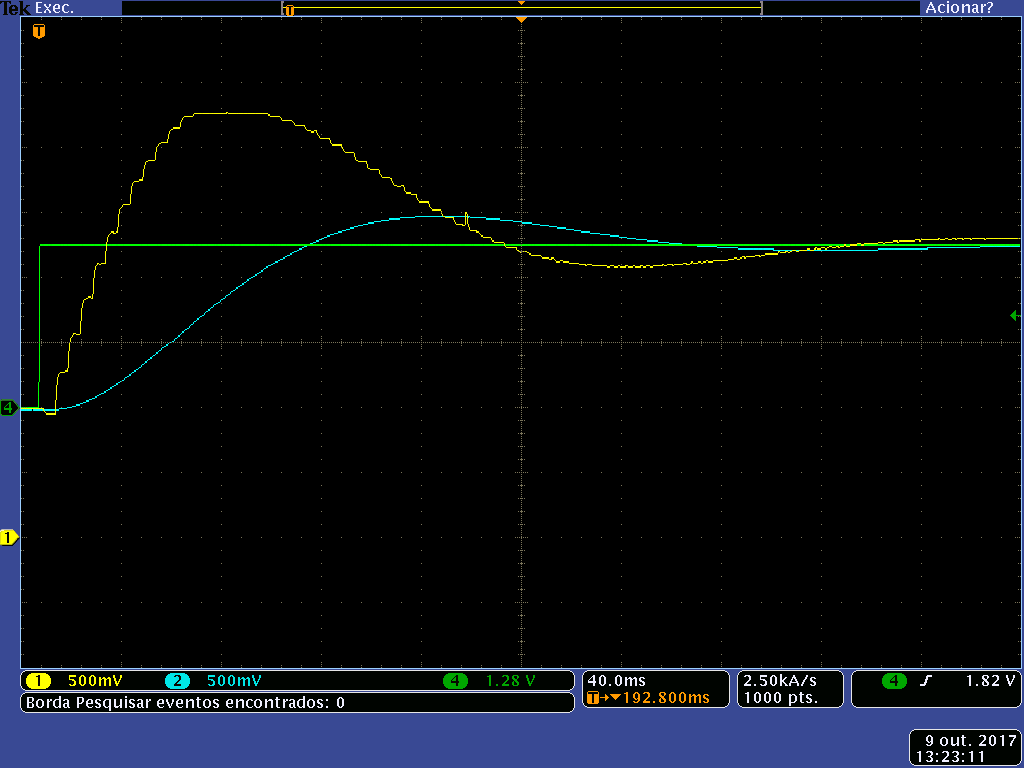 Tek Exec. T Acionar?
T
4
1
1 500mV 2 500mV 4 1.28 V
Borda Pesquisar eventos encontrados: 0
40.0ms
T→▼192.800ms
2.50kA/s
1000 pts.
4 ʃ 1.82 V
9 out. 2017
13:23:11